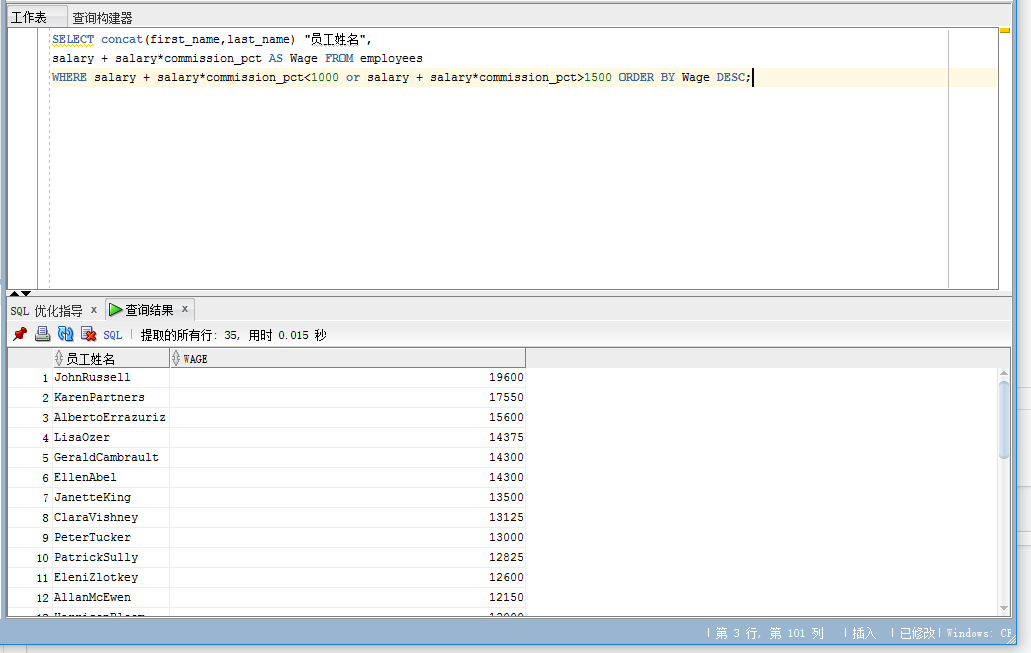 工作表 查询构建器
SELECT concat(first_name,last_name) "员工姓名",
salary + salary*commission_pct AS Wage FROM employees
WHERE salary + salary*commission_pct<1000 or salary + salary*commission_pct>1500 ORDER BY Wage DESC;
SQL 优化指导 x 查询结果 x
SQL | 提取的所有行: 35, 用时 0.015 秒
员工姓名 WAGE
1 JohnRussell 19600
2 KarenPartners 17550
3 AlbertoErrazuriz 15600
4 LisaOzer 14375
5 GeraldCambrault 14300
6 EllenAbel 14300
7 JanetteKing 13500
8 ClaraVishney 13125
9 PeterTucker 13000
10 PatrickSully 12825
11 EleniZlotkey 12600
12 AllanMcEwen 12150
| 第 3 行, 第 101 列 | 插入 | 已修改| Windows: